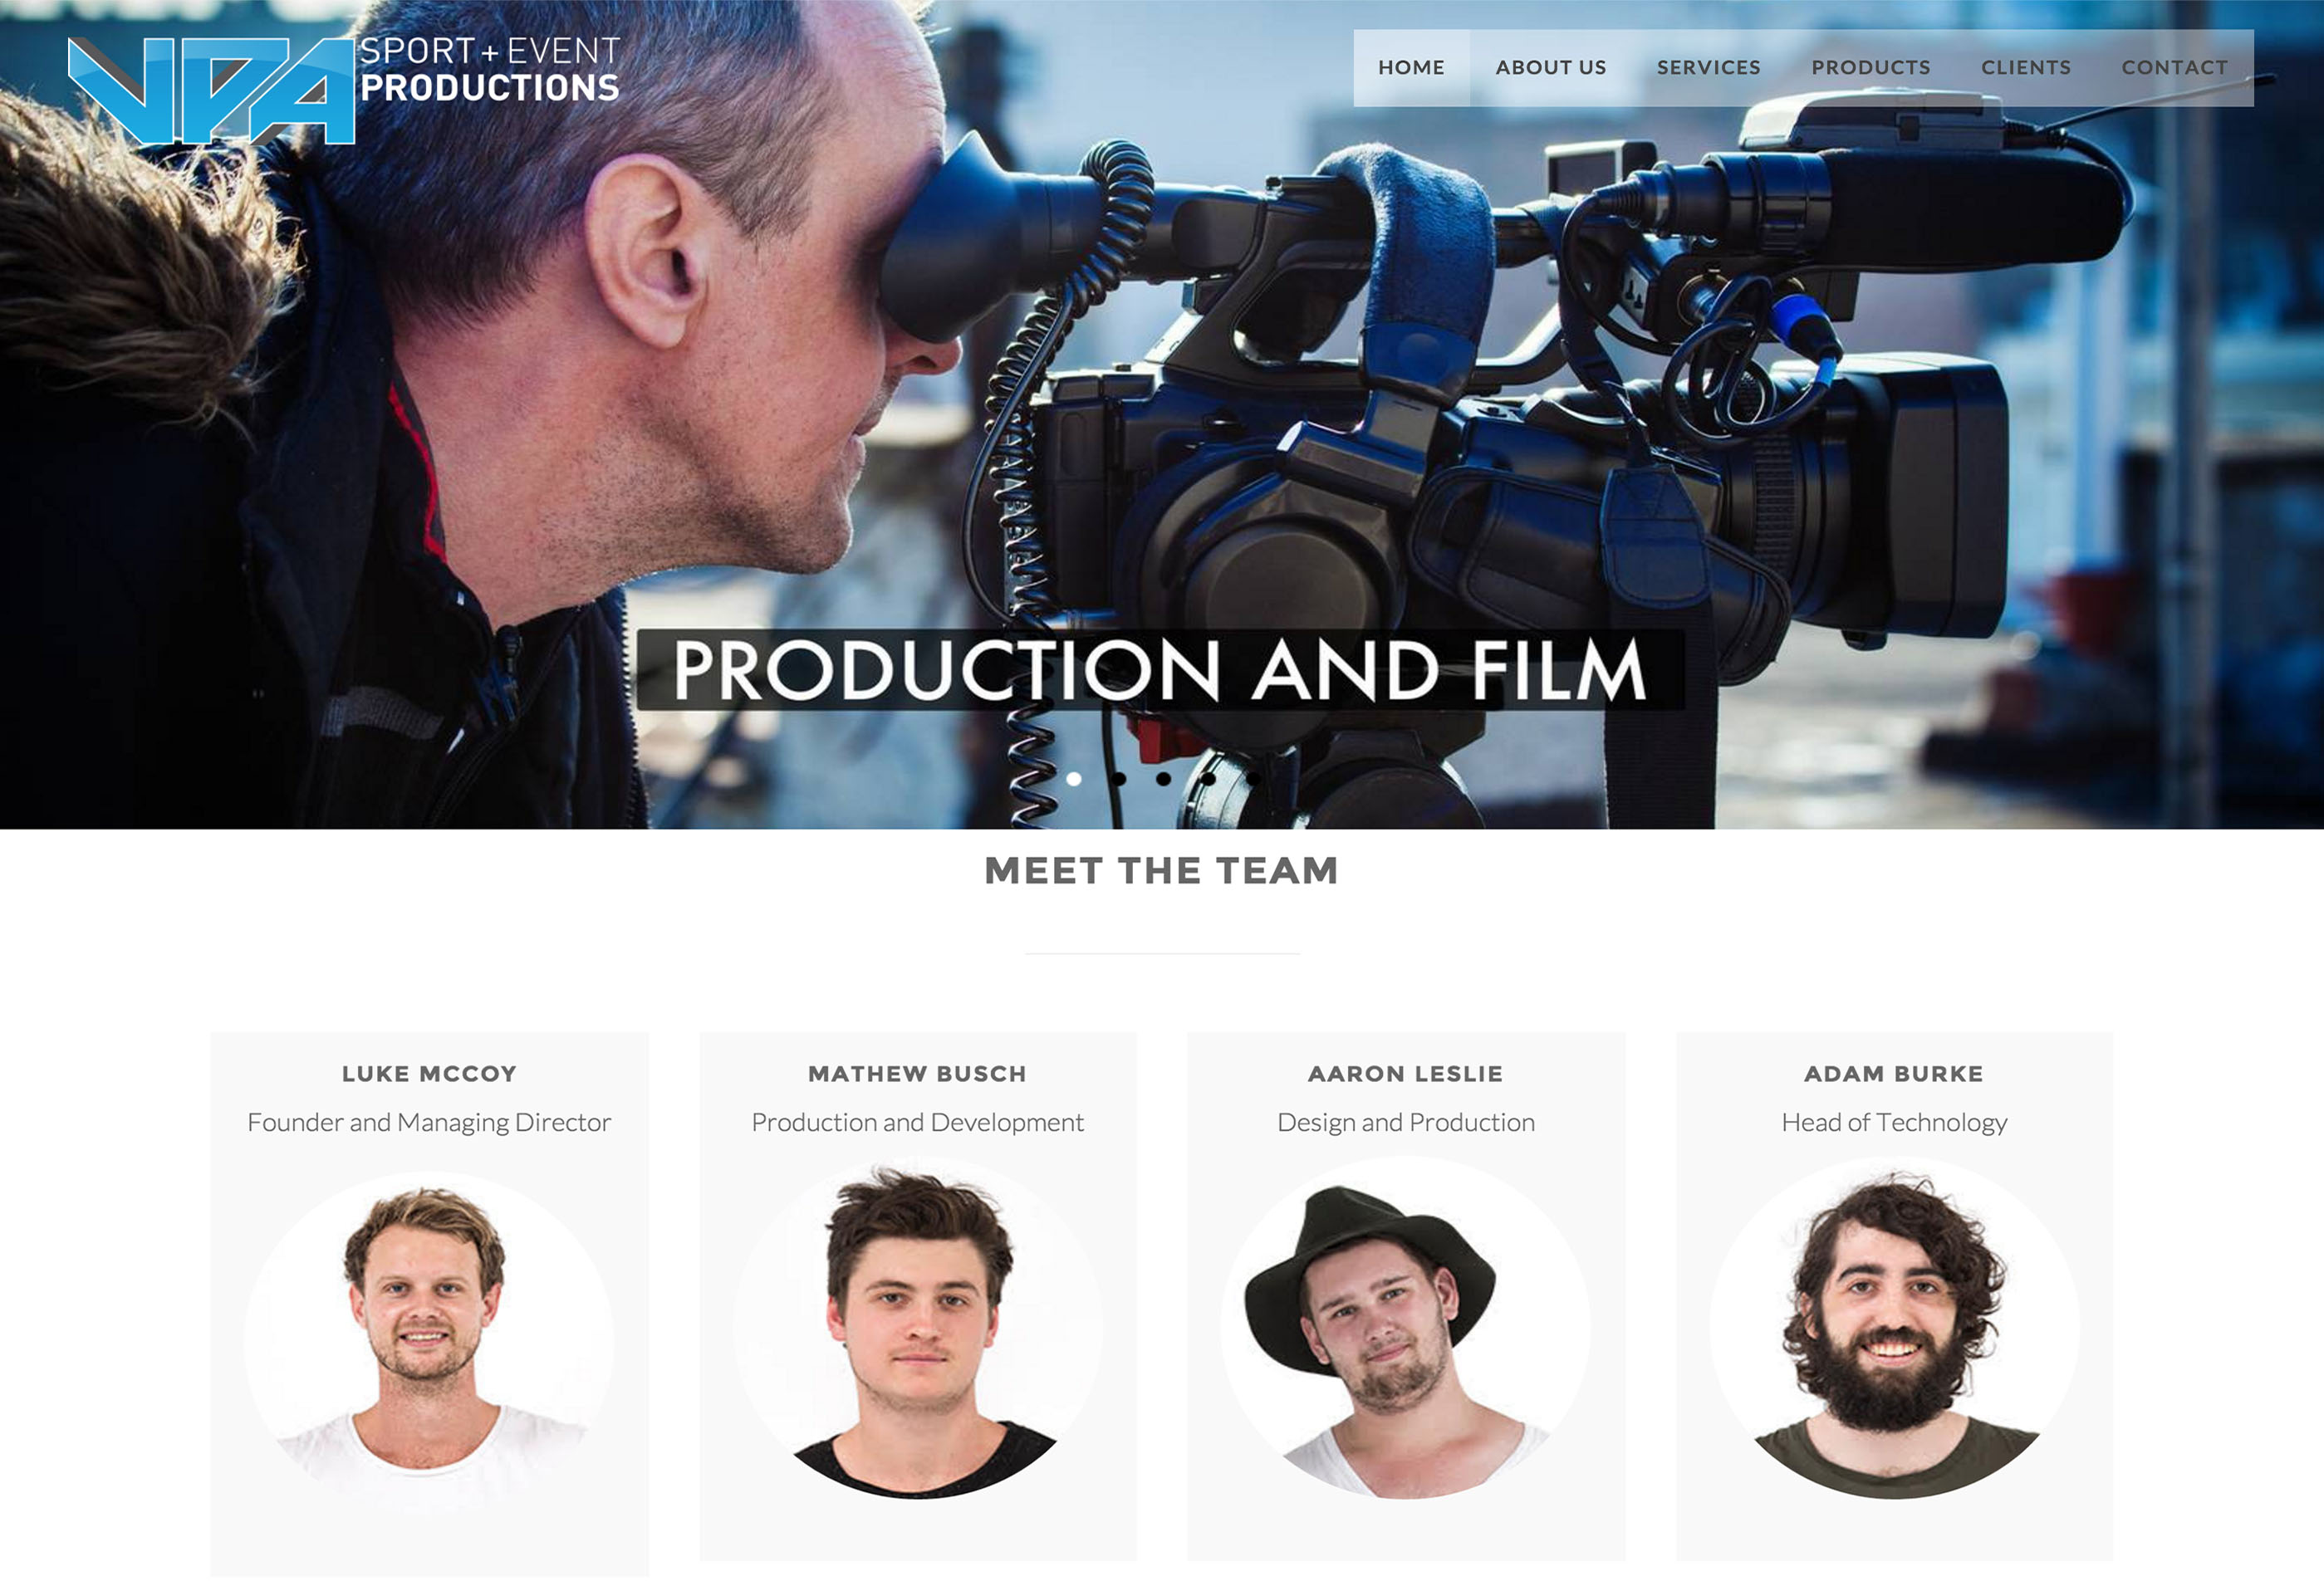 VPA
SPORT + EVENT
PRODUCTIONS
HOME ABOUT US SERVICES PRODUCTS CLIENTS CONTACT
PRODUCTION AND FILM
MEET THE TEAM
LUKE MCCOY
Founder and Managing Director
MATHEW BUSCH
Production and Development
AARON LESLIE
Design and Production
ADAM BURKE
Head of Technology